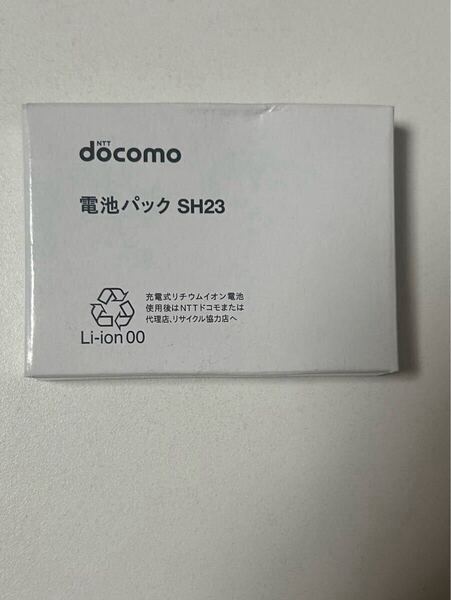 NTT
docomo
電池パック SH23
充電式リチウムイオン電池
使用後はNTTドコモまたは
代理店、リサイクル協力店へ
Li-ion 00